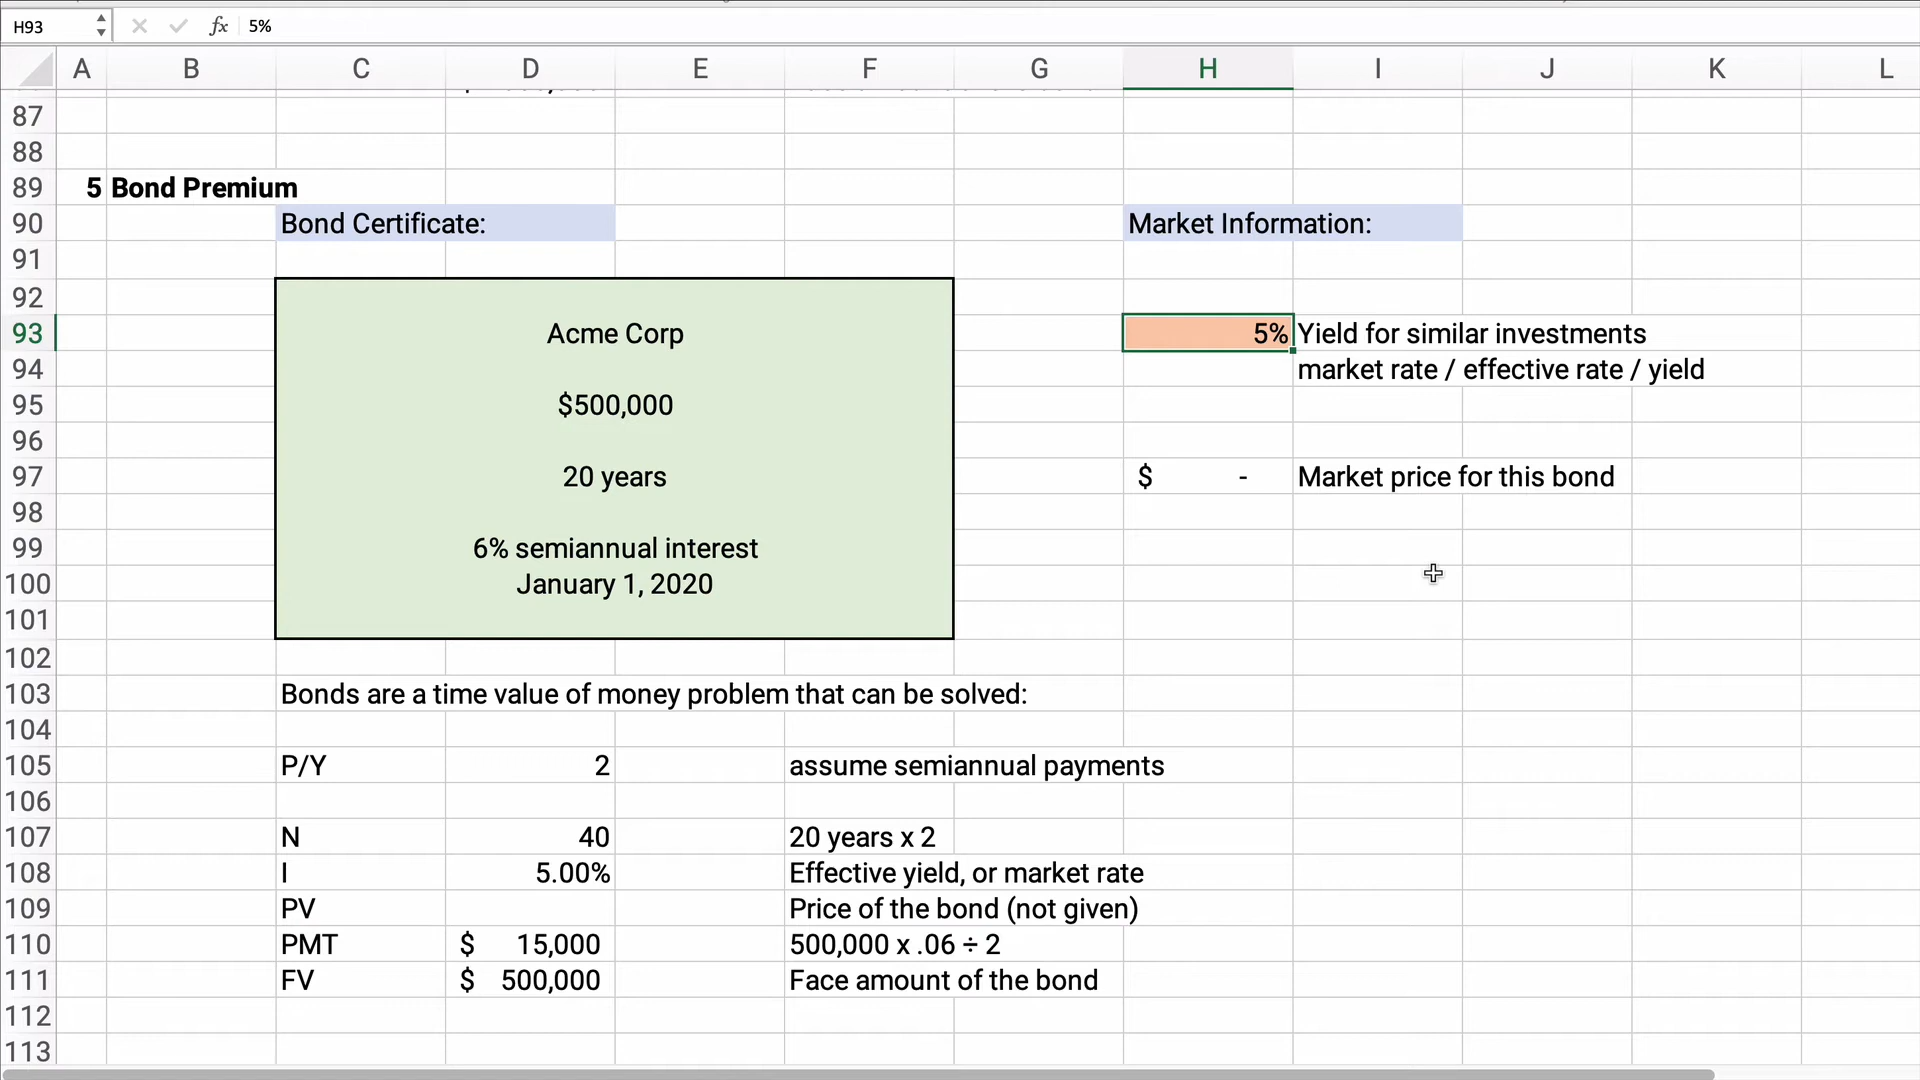 H93 fx 5%
A B C D E F G H I J K L
87
88
89 5 Bond Premium
90 Bond Certificate: Market Information:
91
92
93 Acme Corp 5% Yield for similar investments
94 market rate / effective rate / yield
95 $500,000
96
97 20 years $ - Market price for this bond
98
99 6% semiannual interest
100 January 1, 2020
101
102
103 Bonds are a time value of money problem that can be solved:
104
105 P/Y 2 assume semiannual payments
106
107 N 40 20 years x 2
108 I 5.00% Effective yield, or market rate
109 PV Price of the bond (not given)
110 PMT $ 15,000 500,000 x .06 ÷ 2
111 FV $ 500,000 Face amount of the bond
112
113